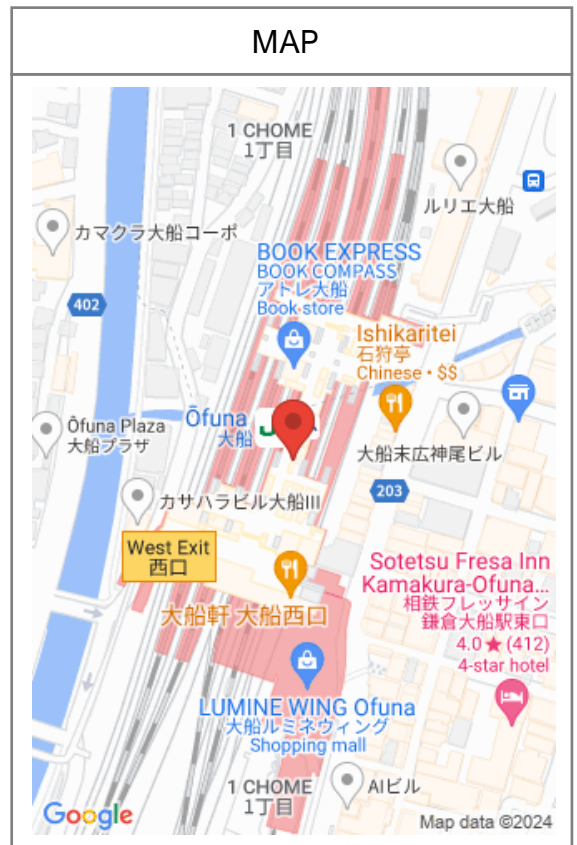 MAP
1 CHOME
1丁目
ルリエ大船
カマクラ大船コーポ
BOOK EXPRESS
BOOK COMPASS
アトレ大船
Book store
402
Ishikaritei
石狩亭
Chinese • $$
Ōfuna
大船
J
Ōfuna Plaza
大船プラザ
大船末広神尾ビル
203
カサハラビル大船III
West Exit
西口
大船軒 大船西口
Sotetsu Fresa Inn
Kamakura-Ofuna...
相鉄フレッサイン
鎌倉大船駅東口
4.0★(412)
4-star hotel
LUMINE WING Ofuna
大船ルミネウィング
Shopping mall
1 CHOME
1丁目
AIビル
Google
Map data ©2024